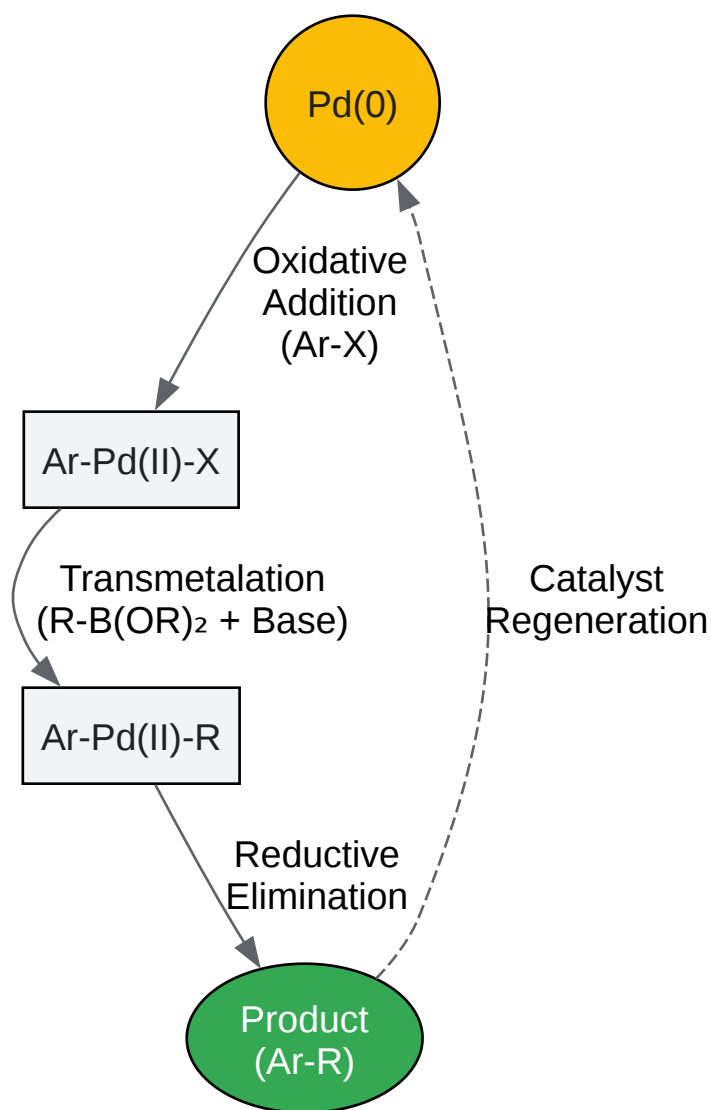 Pd(0)
Oxidative
Addition
(Ar-X)
Ar-Pd(II)-X
Transmetalation
(R-B(OR)₂ + Base)
Catalyst
Regeneration
Ar-Pd(II)-R
Reductive
Elimination
Product
(Ar-R)